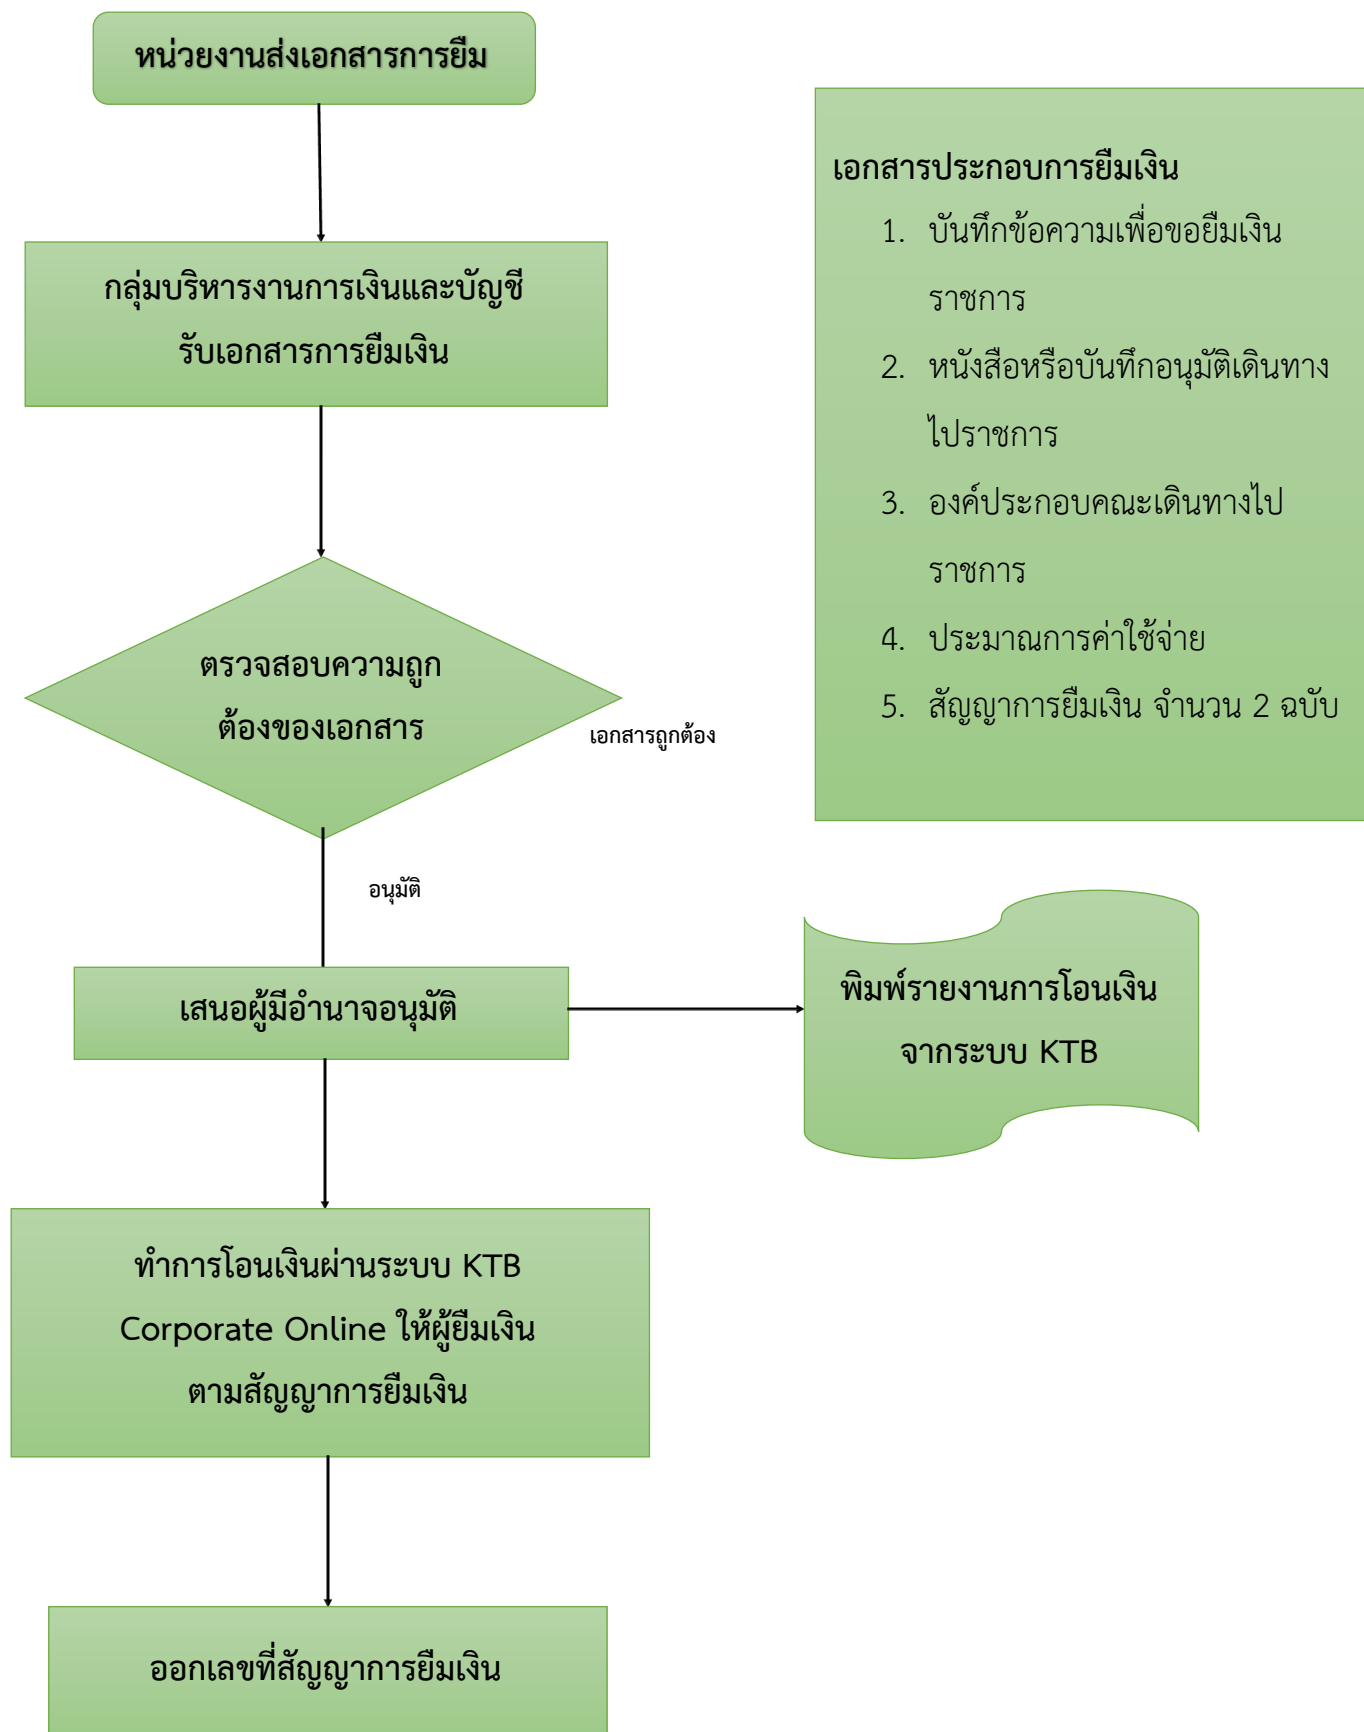 หน่วยงานส่งเอกสารการยืม
กลุ่มบริหารงานการเงินและบัญชี
รับเอกสารการยืมเงิน
ตรวจสอบความถูก
ต้องของเอกสาร
เอกสารถูกต้อง
อนุมัติ
เสนอผู้มีอำนาจอนุมัติ
ทำการโอนเงินผ่านระบบ KTB
Corporate Online ให้ผู้ยืมเงิน
ตามสัญญาการยืมเงิน
ออกเลขที่สัญญาการยืมเงิน
เอกสารประกอบการยืมเงิน
1. บันทึกข้อความเพื่อขอยืมเงิน
ราชการ
2. หนังสือหรือบันทึกอนุมัติเดินทาง
ไปราชการ
3. องค์ประกอบคณะเดินทางไป
ราชการ
4. ประมาณการค่าใช้จ่าย
5. สัญญาการยืมเงิน จำนวน 2 ฉบับ
พิมพ์รายงานการโอนเงิน
จากระบบ KTB